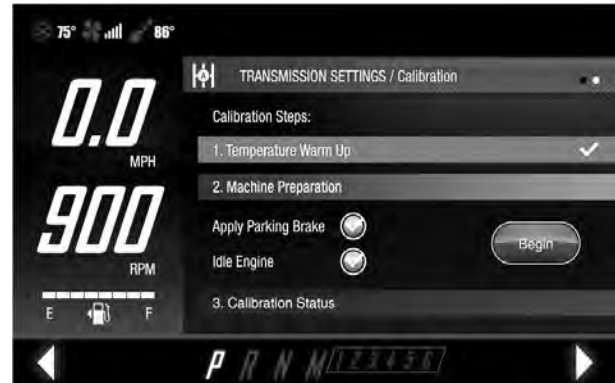 75° 86°
TRANSMISSION SETTINGS / Calibration
0.0
MPH
900
RPM
E F
Calibration Steps:
1. Temperature Warm Up
2. Machine Preparation
Apply Parking Brake
Idle Engine
Begin
3. Calibration Status
P R N M 1 2 3 4 5 6